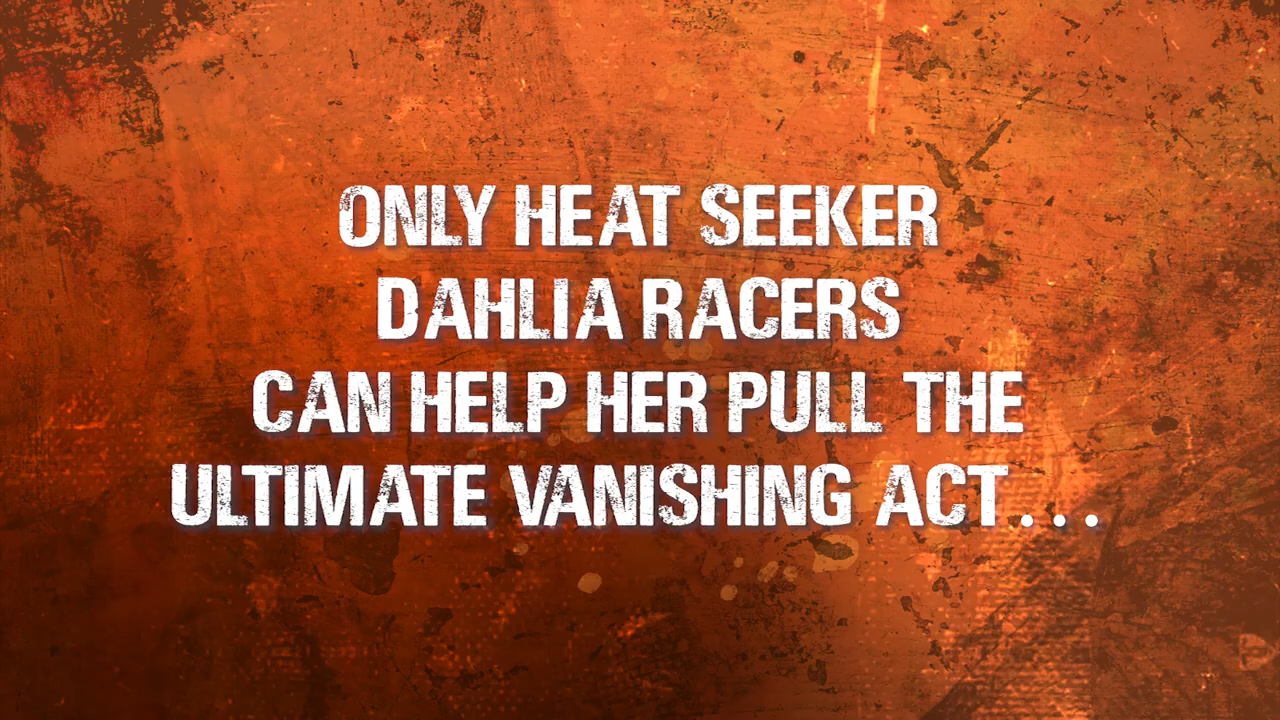 ONLY HEAT SEEKER
DAHLIA RACERS
CAN HELP HER PULL THE
ULTIMATE VANISHING ACT...